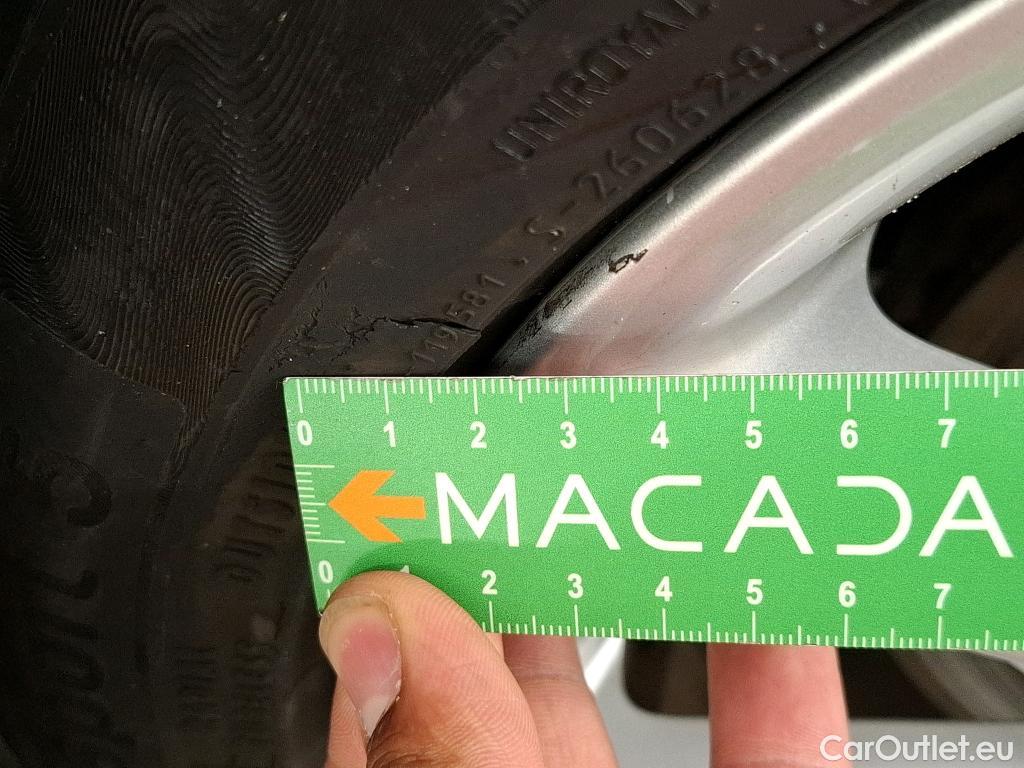 UNIROYAL
S-260628
119581
0 1 2 3 4 5 6 7
MACADA
0 1 2 3 4 5 6 7
CarOutlet.eu